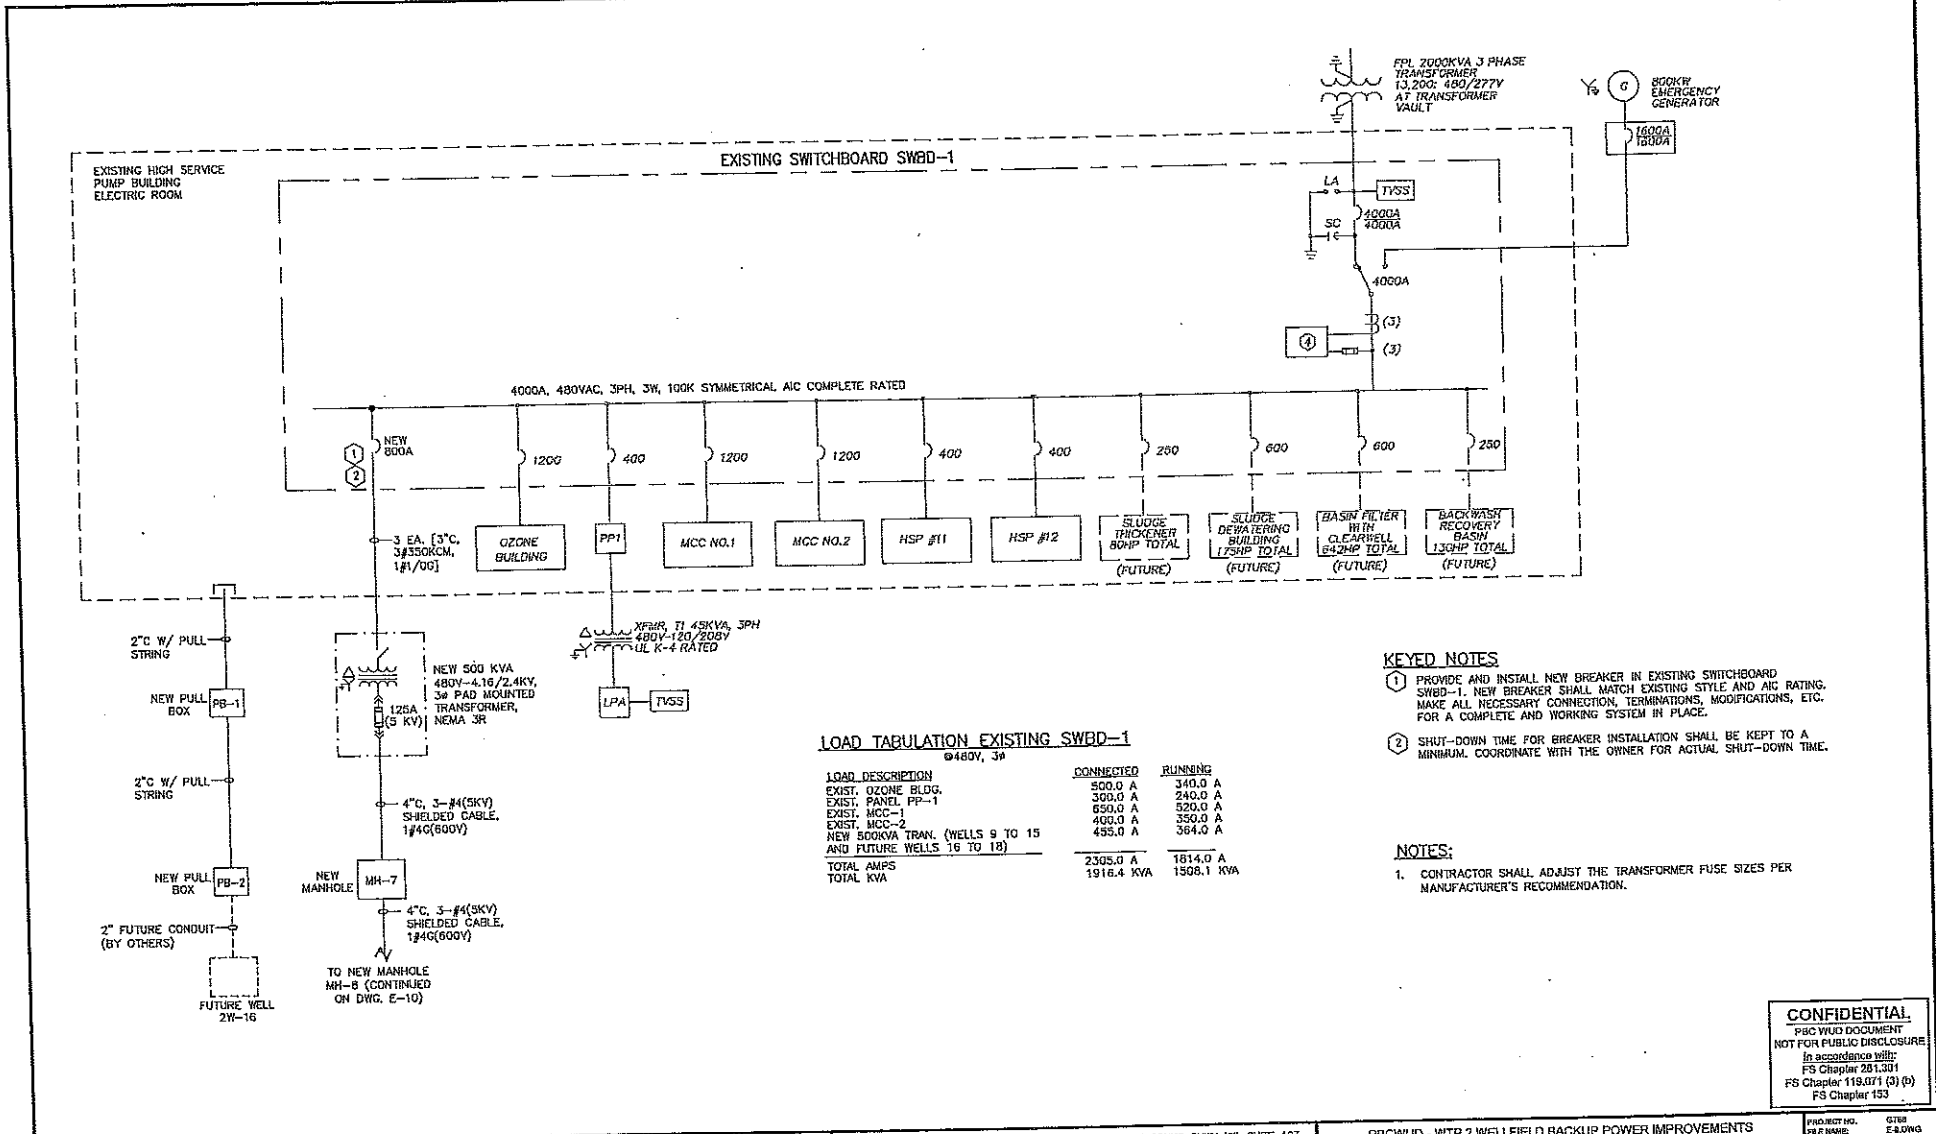 FPL 2000KVA 3 PHASE
TRANSFORMER
13,200: 480/277V
AT TRANSFORMER
VAULT
G
800KW
EMERGENCY
GENERATOR
1600A
1600A
EXISTING HIGH SERVICE
PUMP BUILDING
ELECTRIC ROOM
EXISTING SWITCHBOARD SWBD-1
LA
TVSS
4000A
4000A
SC
4000A
(3)
4
(3)
4000A, 480VAC, 3PH, 3W, 100K SYMMETRICAL AIC COMPLETE RATED
1
2
NEW
800A
1200
400
1200
1200
400
400
250
600
600
250
3 EA. [3"C,
3#350KCM,
1#1/0G]
OZONE
BUILDING
PP1
MCC NO.1
MCC NO.2
HSP #11
HSP #12
SLUDGE
THICKENER
80HP TOTAL
(FUTURE)
SLUDGE
DEWATERING
BUILDING
175HP TOTAL
(FUTURE)
BASIN FILTER
WITH
CLEARWELL
642HP TOTAL
(FUTURE)
BACKWASH
RECOVERY
BASIN
130HP TOTAL
(FUTURE)
2"C W/ PULL
STRING
NEW PULL
BOX
PB-1
2"C W/ PULL
STRING
NEW PULL
BOX
PB-2
2" FUTURE CONDUIT
(BY OTHERS)
FUTURE WELL
2W-16
NEW 500 KVA
480V-4.16/2.4KV,
3ø PAD MOUNTED
TRANSFORMER,
NEMA 3R
125A
(5 KV)
4"C, 3-#4(5KV)
SHIELDED CABLE,
1#4G(600V)
NEW
MANHOLE
MH-7
4"C, 3-#4(5KV)
SHIELDED CABLE,
1#4G(600V)
TO NEW MANHOLE
MH-8 (CONTINUED
ON DWG. E-10)
XFMR, T1 45KVA, 3PH
480V-120/208V
UL K-4 RATED
LPA
TVSS
LOAD TABULATION EXISTING SWBD-1
@480V, 3ø
LOAD DESCRIPTION CONNECTED RUNNING
EXIST. OZONE BLDG. 500.0 A 340.0 A
EXIST. PANEL PP-1 300.0 A 240.0 A
EXIST. MCC-1 650.0 A 520.0 A
EXIST. MCC-2 400.0 A 350.0 A
NEW 500KVA TRAN. (WELLS 9 TO 15 455.0 A 364.0 A
AND FUTURE WELLS 16 TO 18)
TOTAL AMPS 2305.0 A 1814.0 A
TOTAL KVA 1916.4 KVA 1508.1 KVA
KEYED NOTES
1 PROVIDE AND INSTALL NEW BREAKER IN EXISTING SWITCHBOARD
SWBD-1. NEW BREAKER SHALL MATCH EXISTING STYLE AND AIC RATING.
MAKE ALL NECESSARY CONNECTION, TERMINATIONS, MODIFICATIONS, ETC.
FOR A COMPLETE AND WORKING SYSTEM IN PLACE.
2 SHUT-DOWN TIME FOR BREAKER INSTALLATION SHALL BE KEPT TO A
MINIMUM. COORDINATE WITH THE OWNER FOR ACTUAL SHUT-DOWN TIME.
NOTES:
1. CONTRACTOR SHALL ADJUST THE TRANSFORMER FUSE SIZES PER
MANUFACTURER'S RECOMMENDATION.
CONFIDENTIAL
PBC WUD DOCUMENT
NOT FOR PUBLIC DISCLOSURE
In accordance with:
FS Chapter 281.301
FS Chapter 119.071 (3) (b)
FS Chapter 153
PBCWUD - WTP 2 WELLFIELD BACKUP POWER IMPROVEMENTS
PROJECT NO.
FILE NAME: